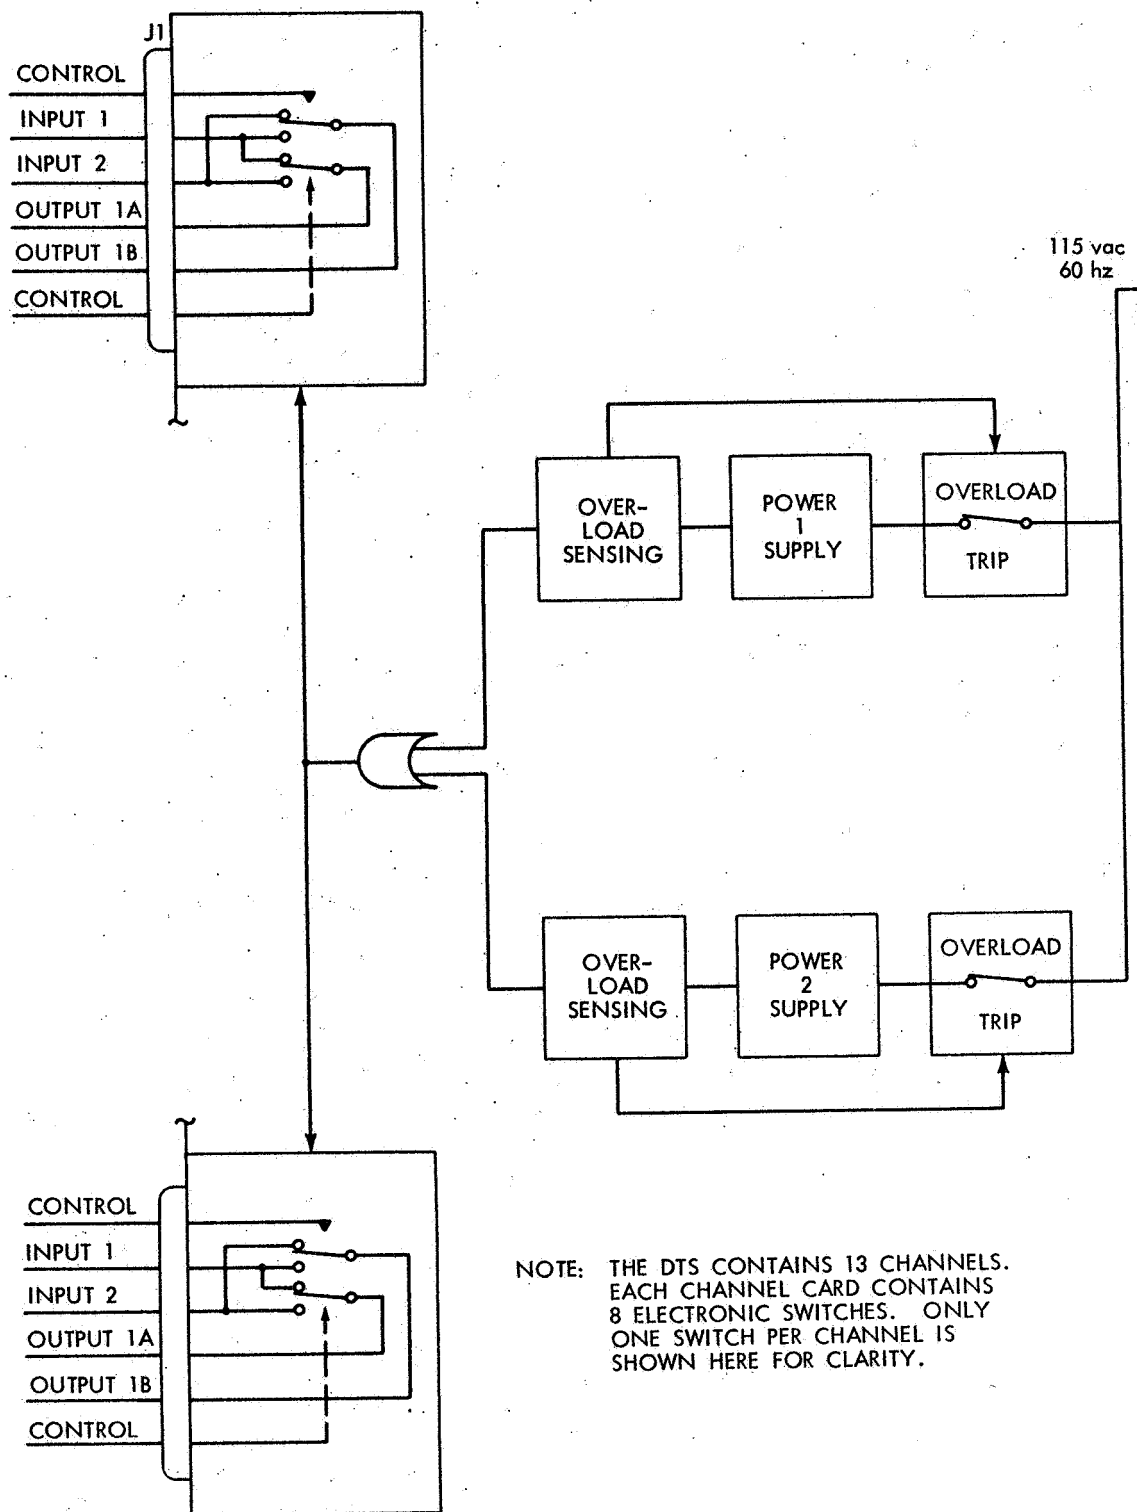 J1
CONTROL
INPUT 1
INPUT 2
OUTPUT 1A
OUTPUT 1B
CONTROL
115 vac
60 hz
OVER-
LOAD
SENSING
POWER
1
SUPPLY
OVERLOAD
TRIP
OVER-
LOAD
SENSING
POWER
2
SUPPLY
OVERLOAD
TRIP
CONTROL
INPUT 1
INPUT 2
OUTPUT 1A
OUTPUT 1B
CONTROL
NOTE: THE DTS CONTAINS 13 CHANNELS.
EACH CHANNEL CARD CONTAINS
8 ELECTRONIC SWITCHES. ONLY
ONE SWITCH PER CHANNEL IS
SHOWN HERE FOR CLARITY.